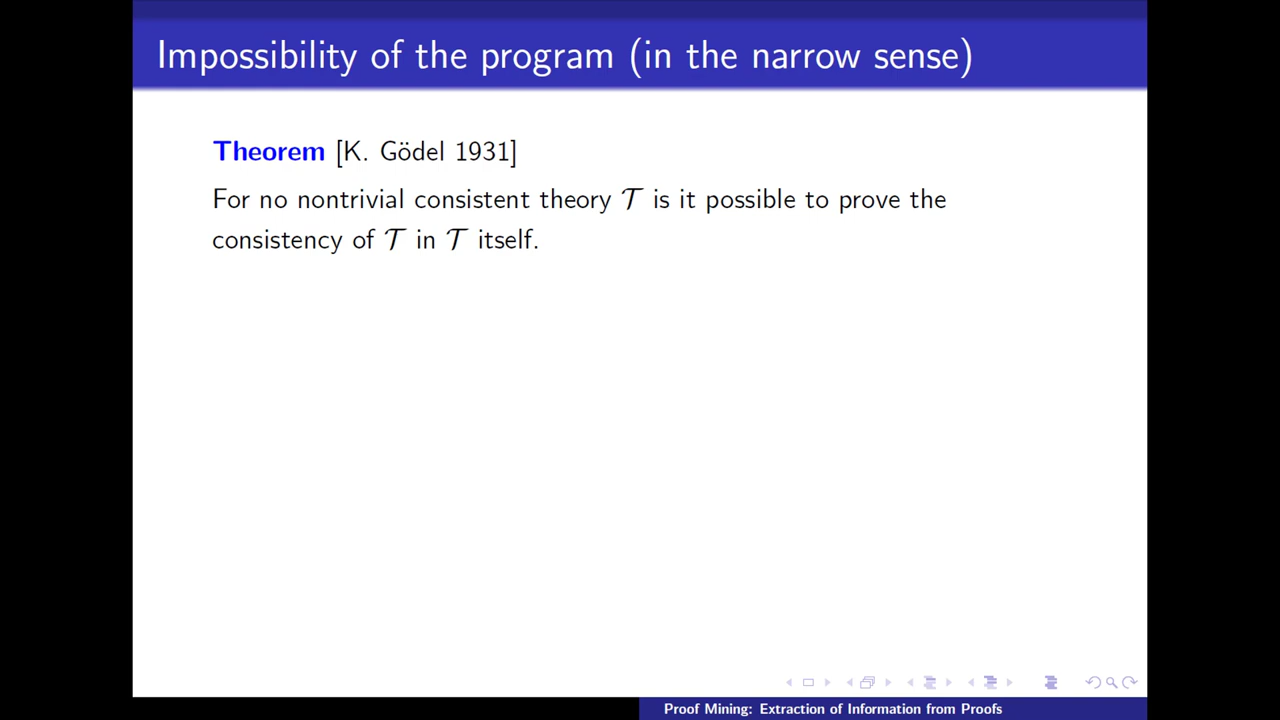 Impossibility of the program (in the narrow sense)
Theorem [K. Gödel 1931]
For no nontrivial consistent theory 𝒯 is it possible to prove the
consistency of 𝒯 in 𝒯 itself.
Proof Mining: Extraction of Information from Proofs